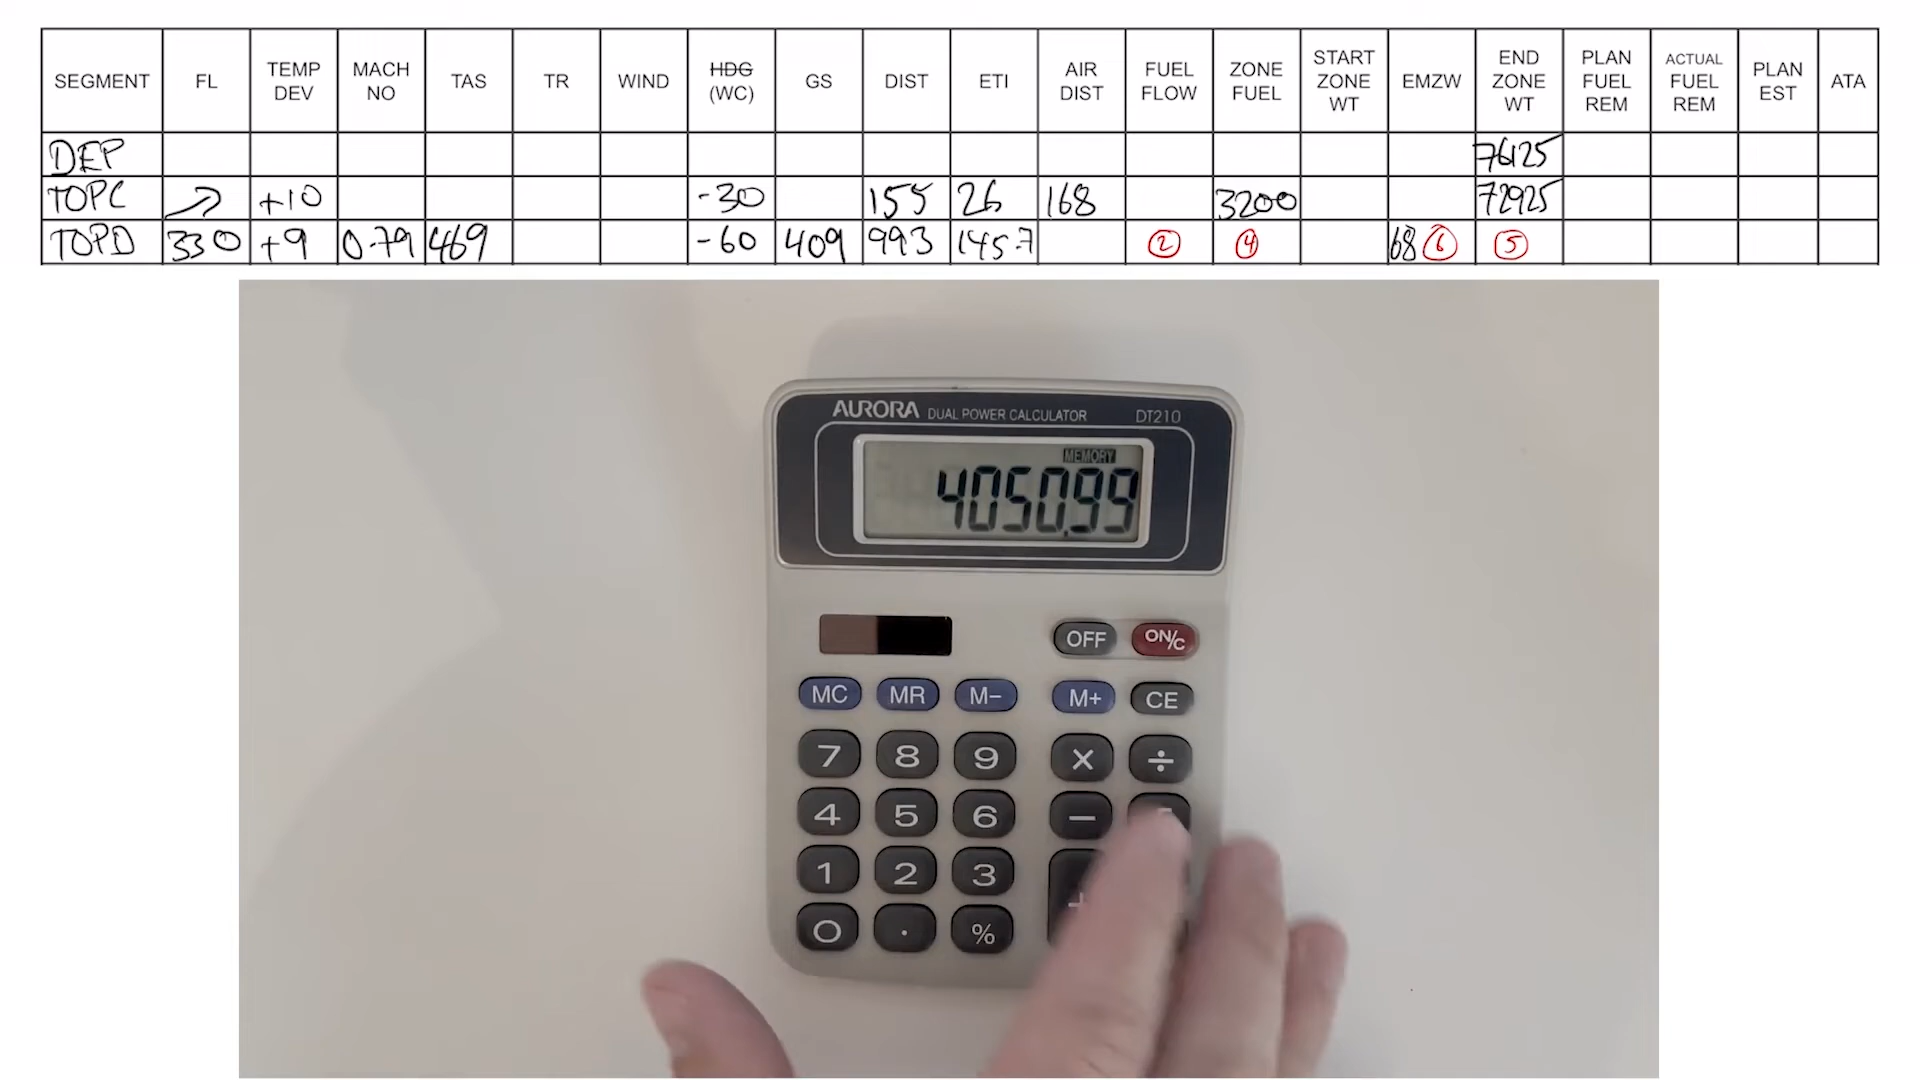 SEGMENT FL TEMP DEV MACH NO TAS TR WIND HDG (WC) GS DIST ETI AIR DIST FUEL FLOW ZONE FUEL START ZONE WT EMZW END ZONE WT PLAN FUEL REM ACTUAL FUEL REM PLAN EST ATA
DEP 76125
TOPC +10 -30 155 26 168 3200 72925
TOPD 330 +9 0.79 469 -60 409 993 145.7 2 4 68 6 5
AURORA DUAL POWER CALCULATOR DT210
MEMORY
4050.99
OFF ON/C
MC MR M− M+ CE
7 8 9 × ÷
4 5 6 −
1 2 3 +
0 . %